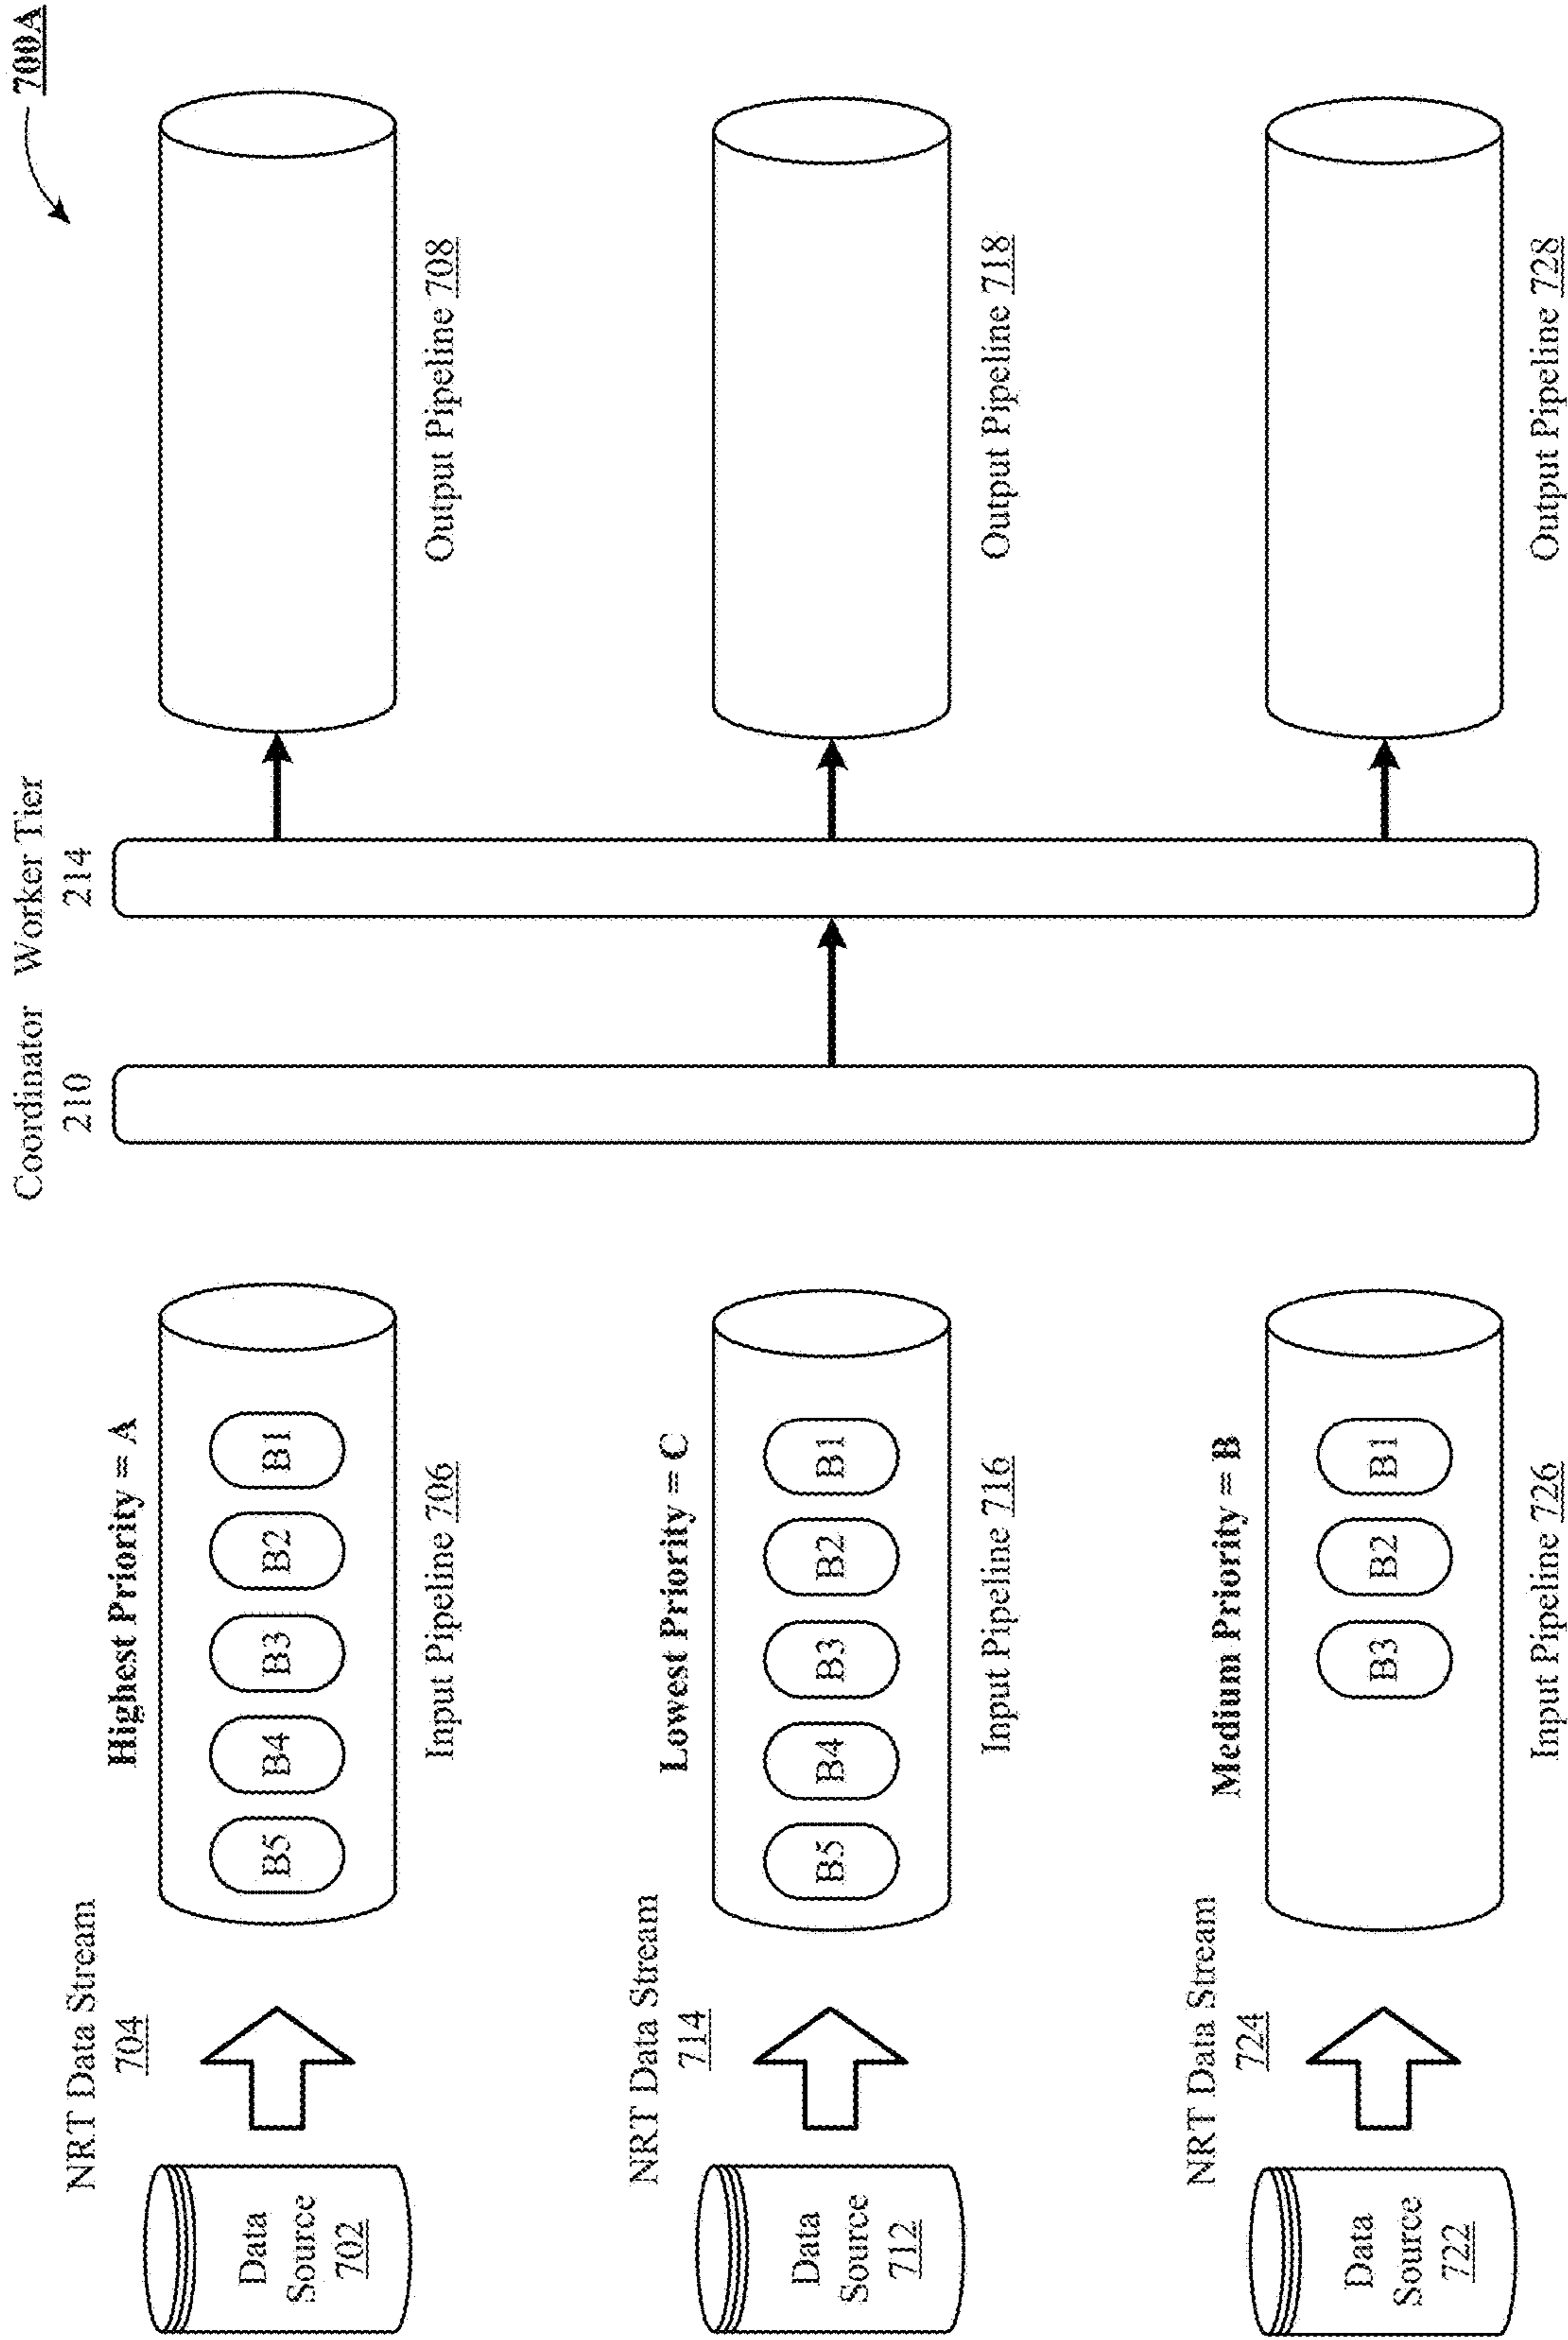 700A
Coordinator
210
Worker Tier
214
NRT Data Stream
704
Highest Priority = A
Data
Source
702
B5
B4
B3
B2
B1
Input Pipeline 706
Output Pipeline 708
NRT Data Stream
714
Lowest Priority = C
Data
Source
712
B5
B4
B3
B2
B1
Input Pipeline 716
Output Pipeline 718
NRT Data Stream
724
Medium Priority = B
Data
Source
722
B3
B2
B1
Input Pipeline 726
Output Pipeline 728